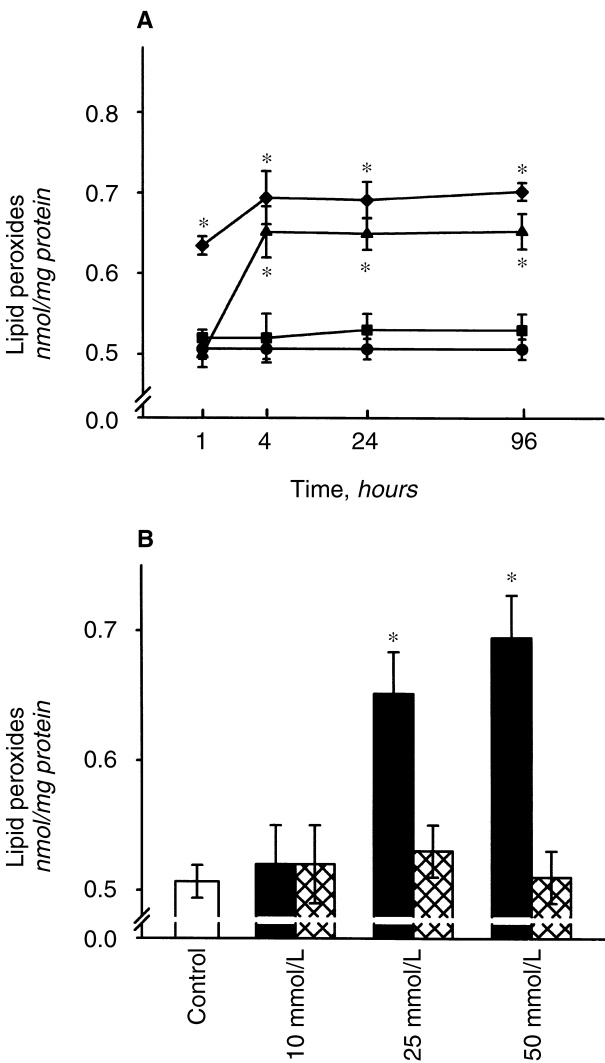 A
Lipid peroxides
nmol/mg protein
0.8
0.7
0.6
0.5
0.0
*
*
*
*
*
*
*
1
4
24
96
Time, hours
B
Lipid peroxides
nmol/mg protein
0.7
0.6
0.5
0.0
*
*
Control
10 mmol/L
25 mmol/L
50 mmol/L